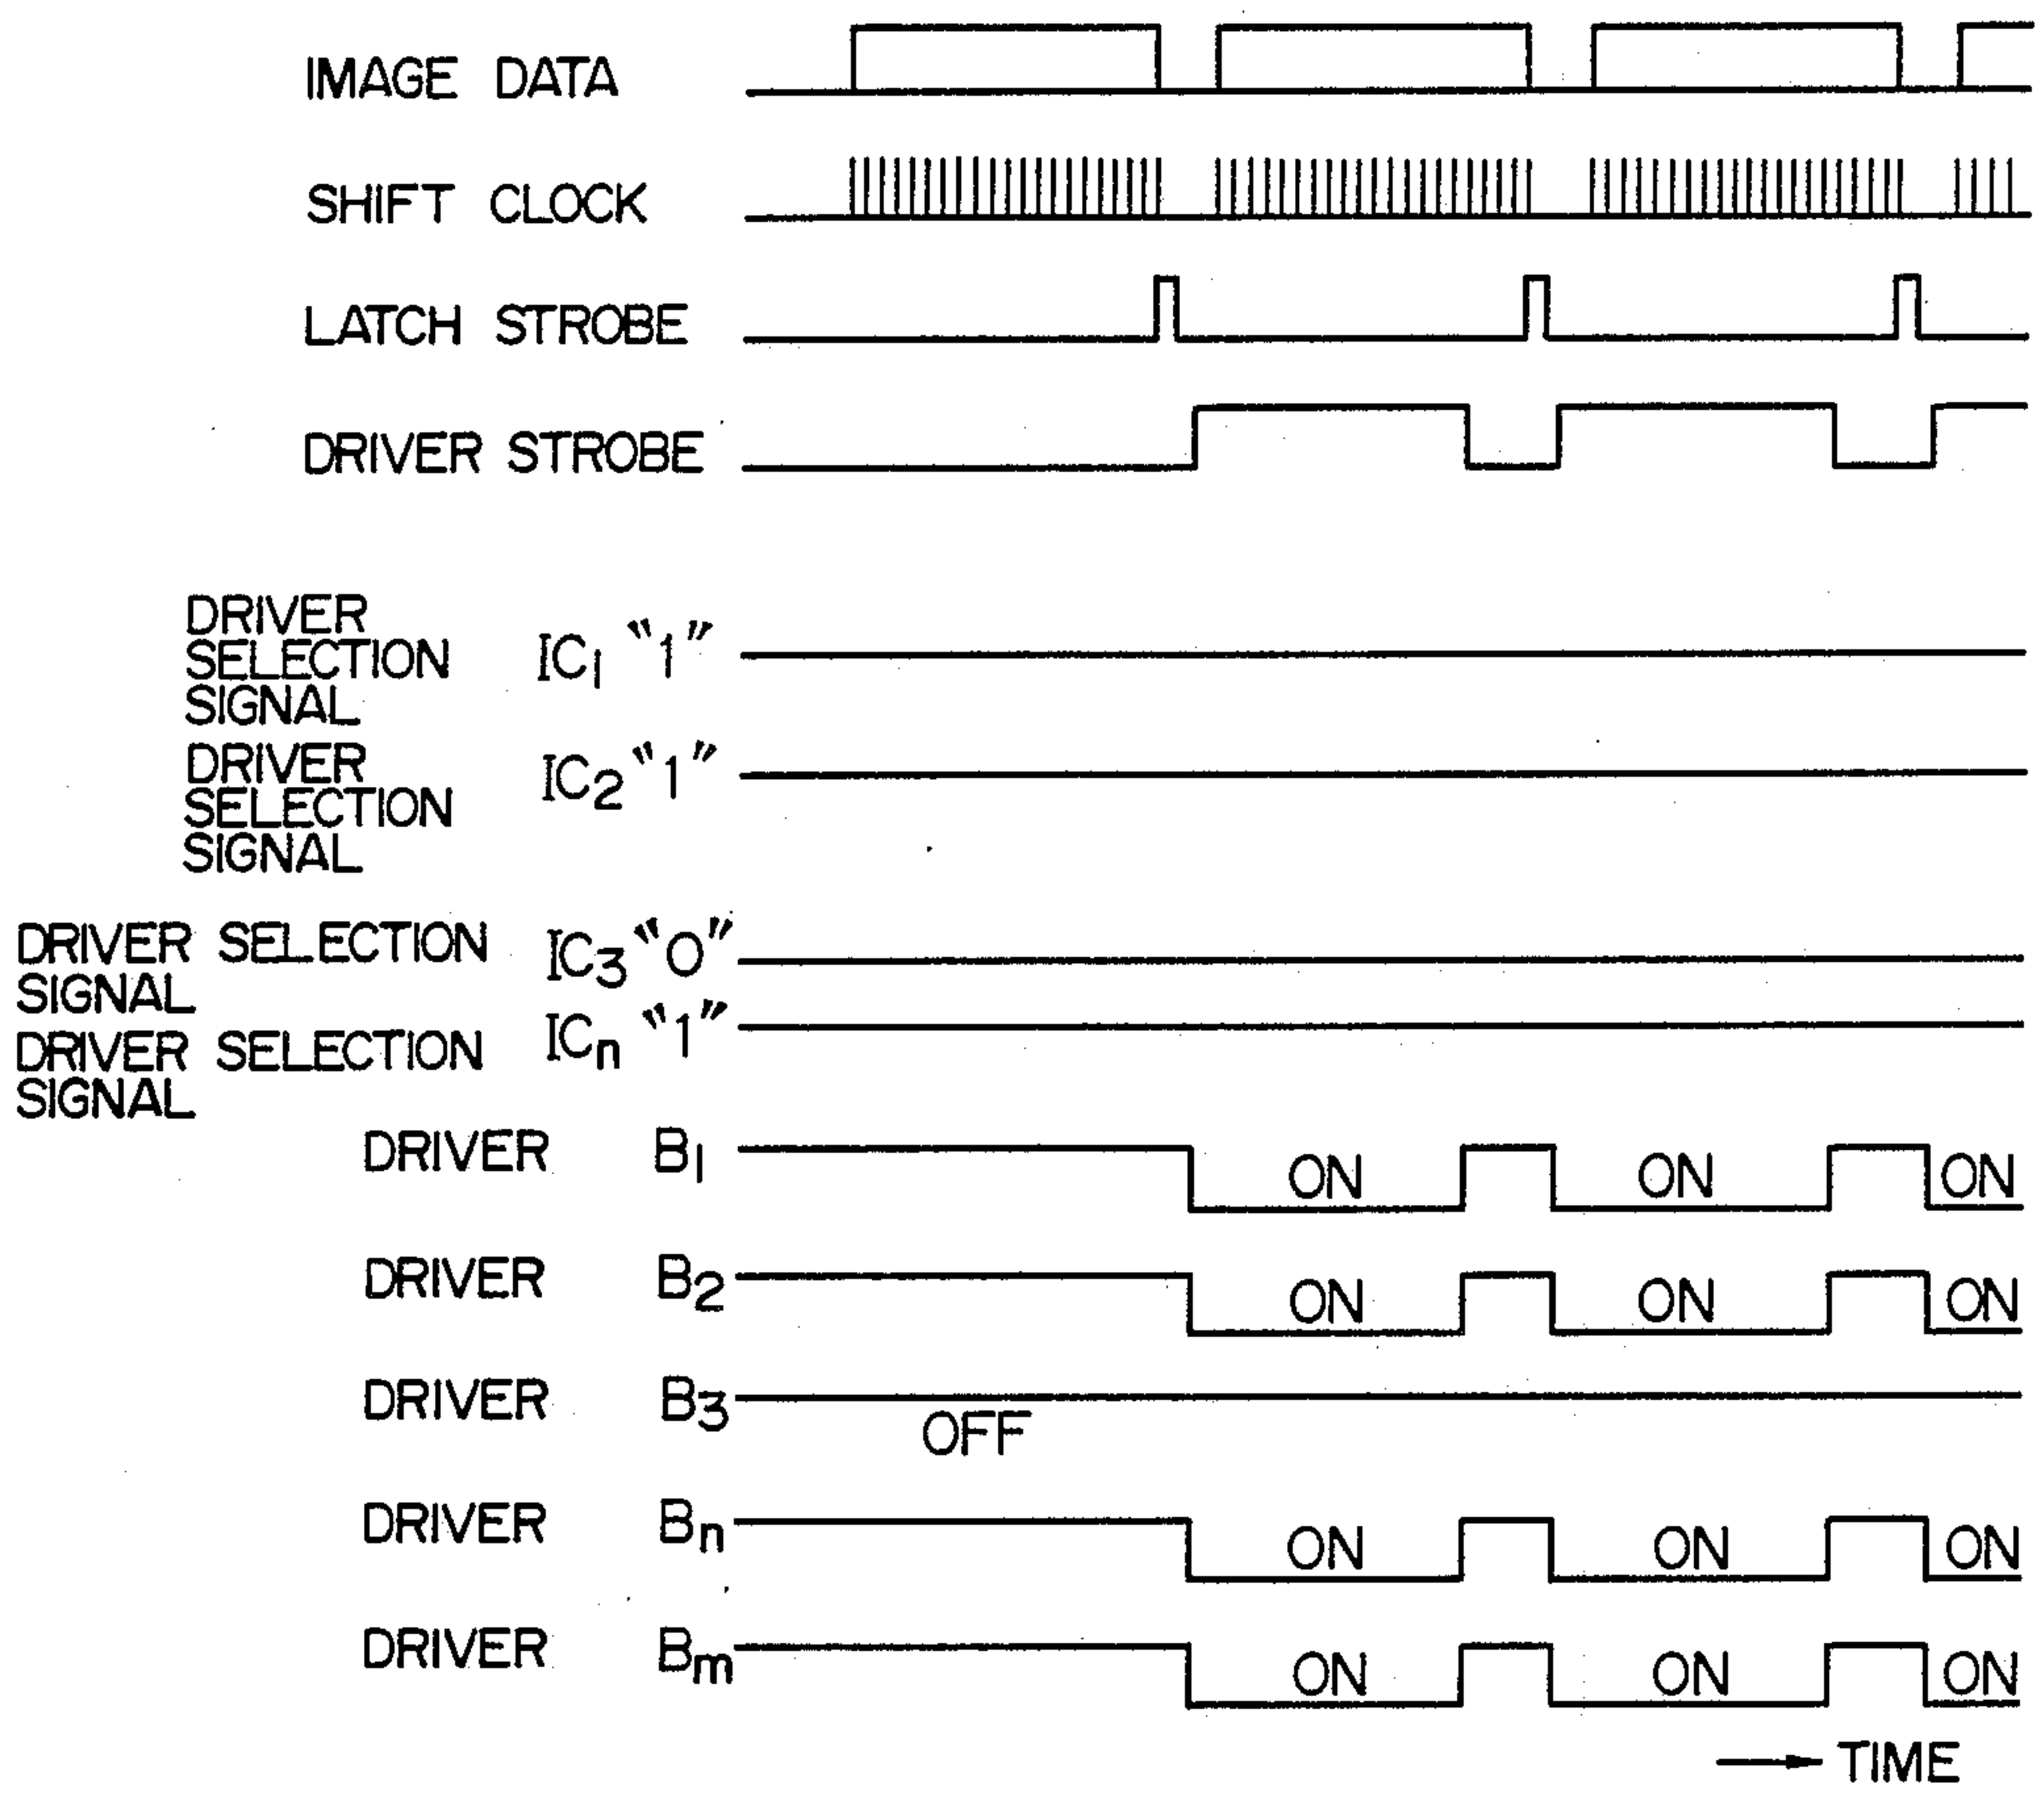 IMAGE DATA
SHIFT CLOCK
LATCH STROBE
DRIVER STROBE
DRIVER
SELECTION
SIGNAL
IC1 "1"
DRIVER
SELECTION
SIGNAL
IC2 "1"
DRIVER SELECTION
SIGNAL
IC3 "0"
DRIVER SELECTION
SIGNAL
ICn "1"
DRIVER B1 ON ON ON
DRIVER B2 ON ON ON
DRIVER B3
OFF
DRIVER Bn ON ON ON
DRIVER Bm ON ON ON
TIME